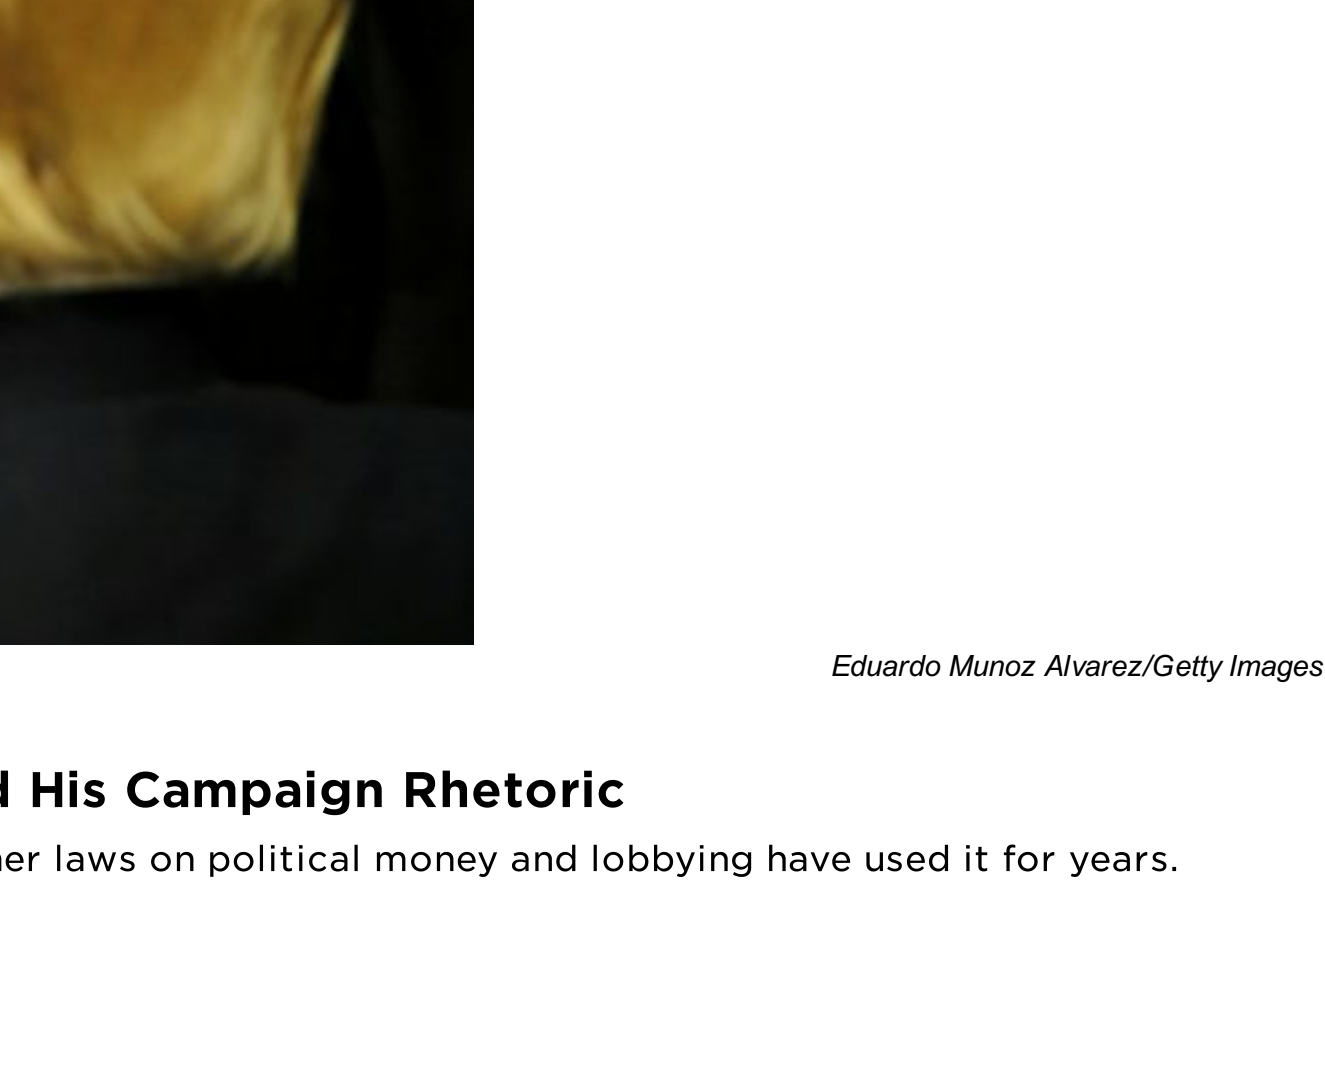 Eduardo Munoz Alvarez/Getty Images
His Campaign Rhetoric
laws on political money and lobbying have used it for years.